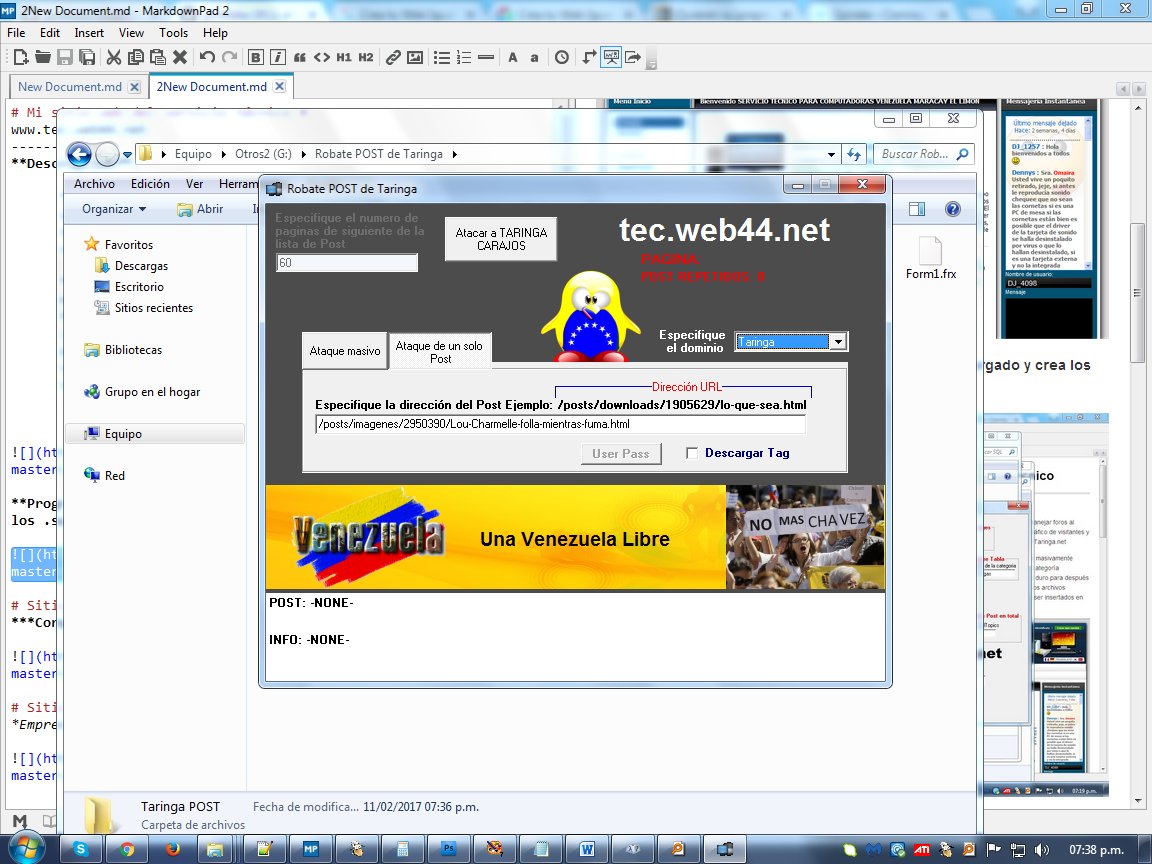 2New Document.md - MarkdownPad 2
File Edit Insert View Tools Help
B i H1 H2 A a
New Document.md 2New Document.md
# Mi
www.te
**Desc
Menú Inicio
Bienvenido SERVICIO TECNICO PARA COMPUTADORAS VENEZUELA MARACAY EL LIMON
Mensajería Instantánea
Equipo Otros2 (G:) Robate POST de Taringa
Buscar Rob...
Archivo Edición Ver Herram
Organizar Abrir
Favoritos
Descargas
Escritorio
Sitios recientes
Bibliotecas
Grupo en el hogar
Equipo
Red
Form1.frx
Robate POST de Taringa
Especifique el numero de
paginas de siguiente de la
lista de Post
60
Atacar a TARINGA
CARAJOS
tec.web44.net
PAGINA:
POST REPETIDOS: 0
Especifique
el dominio
Taringa
Ataque masivo
Ataque de un solo
Post
Dirección URL
Especifique la dirección del Post Ejemplo: /posts/downloads/1905629/lo-que-sea.html
/posts/imagenes/2950390/Lou-Charmelle-folla-mientras-fuma.html
User Pass
Descargar Tag
Venezuela
Una Venezuela Libre
NO MAS CHAVEZ
POST: -NONE-
INFO: -NONE-
Último mensaje dejado
Hace: 2 semanas, 4 días
DJ_1257 : Hola
bienvenidos a todos
Dennys : Sra. Omaira
Usted vive un poquito
retirado, jeje, si antes
le reproducia sonido
chequee que no sean
las cornetas si es una
PC de mesa si las
cornetas están bien es
posible que el driver
de la tarjeta de sonido
se halla desinstalado
por virus o que lo
hallan desinstalado, si
es una tarjeta externa
y no la integrada
Nombre de usuario:
DJ_4098
Mensaje
rgado y crea los
![](ht
master
**Prog
los .s
![](ht
master
# Siti
***Cor
![](ht
master
# Siti
*Empre
![](ht
master
ico
anejar foros al
áfico de visitantes y
Taringa.net
masivamente
ategoría
duro para después
os archivos
ser insertados en
net
07:19 p.m.
Taringa POST
Fecha de modifica... 11/02/2017 07:36 p.m.
Carpeta de archivos
07:38 p.m.